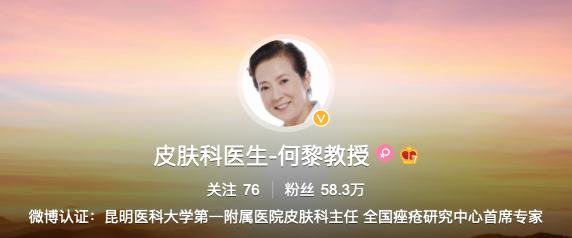 皮肤科医生-何黎教授
关注 76 粉丝 58.3万
微博认证：昆明医科大学第一附属医院皮肤科主任 全国痤疮研究中心首席专家